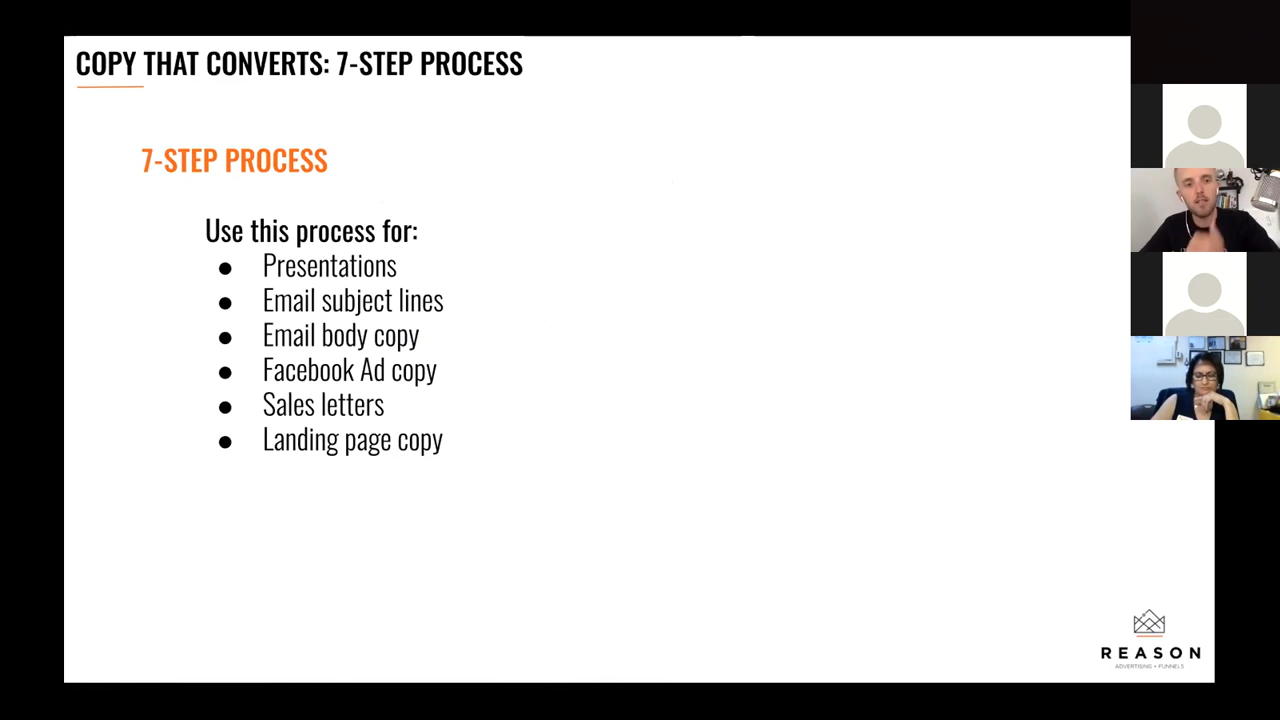 COPY THAT CONVERTS: 7-STEP PROCESS
7-STEP PROCESS
Use this process for:
● Presentations
● Email subject lines
● Email body copy
● Facebook Ad copy
● Sales letters
● Landing page copy
REASON
ADVERTISING + FUNNELS